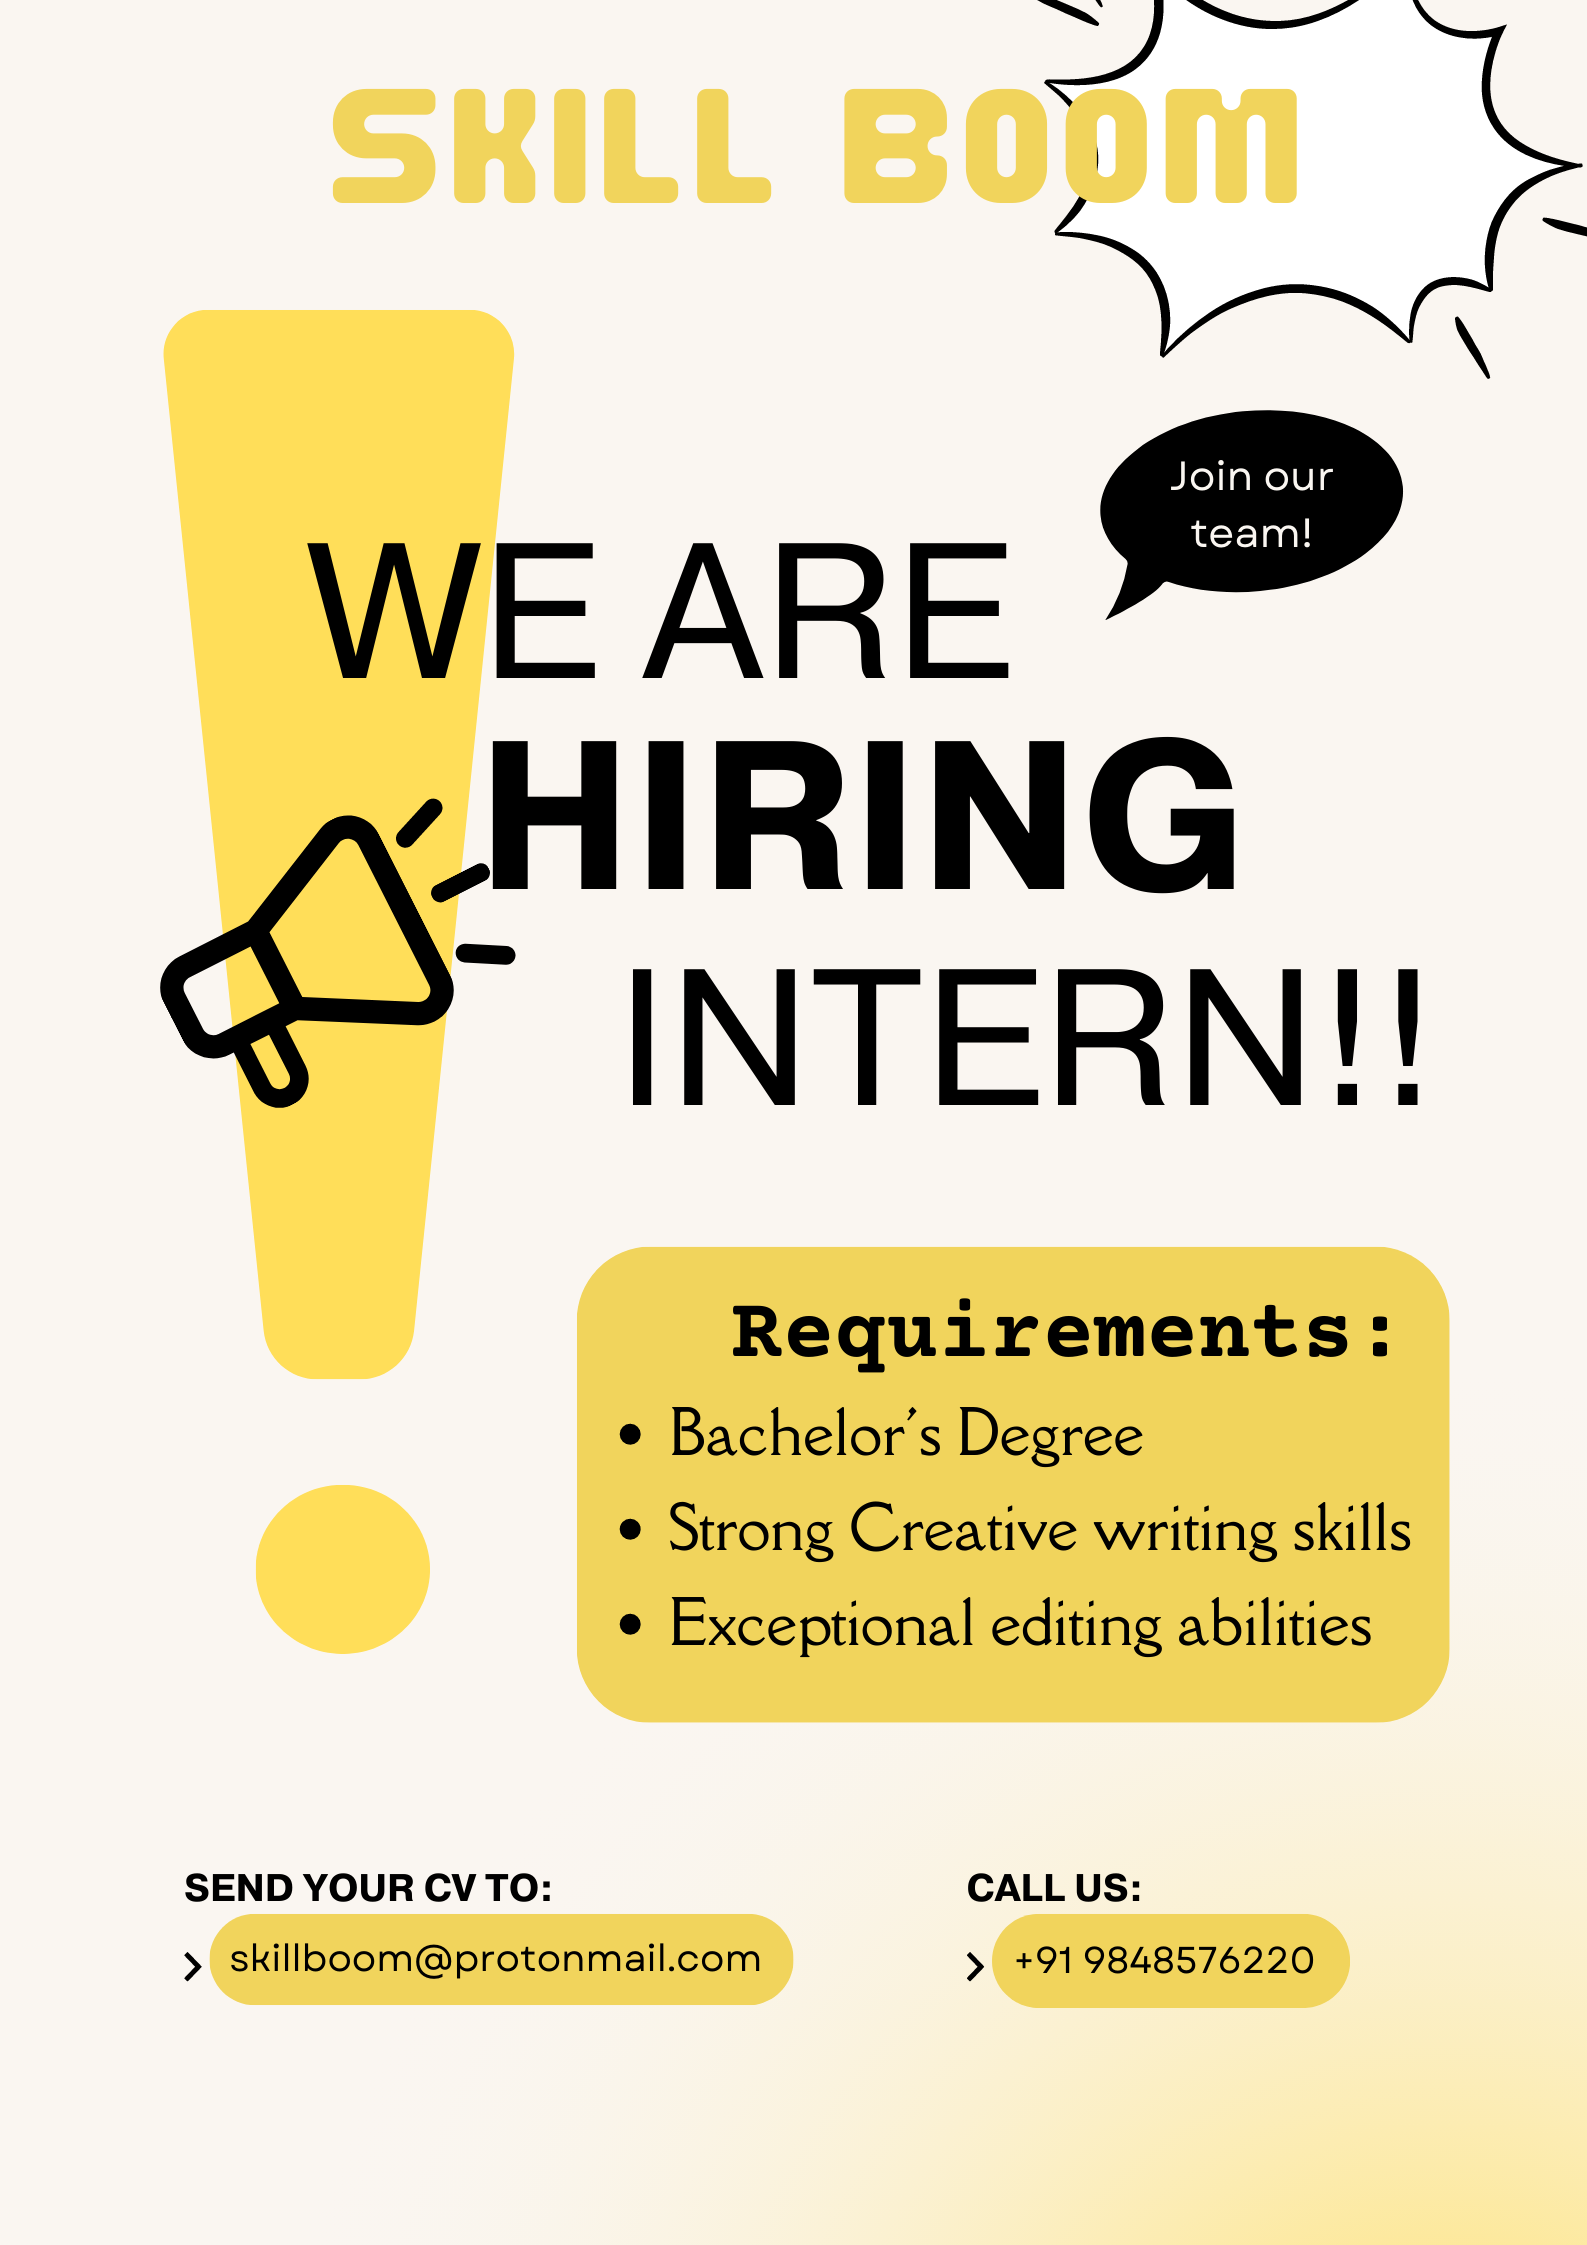 SKILL BOOM
Join our
team!
WE ARE
HIRING
INTERN!!
Requirements:
• Bachelor's Degree
• Strong Creative writing skills
• Exceptional editing abilities
SEND YOUR CV TO:
skillboom@protonmail.com
CALL US:
+91 9848576220